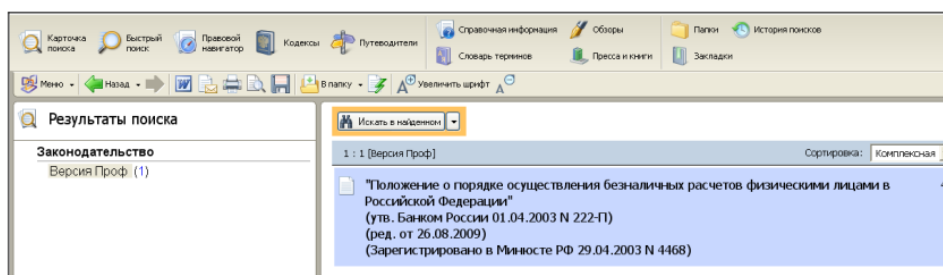 Карточка поиска
Быстрый поиск
Правовой навигатор
Кодексы
Путеводители
Справочная информация
Словарь терминов
Обзоры
Пресса и книги
Папки
История поисков
Закладки
Меню
Назад
В папку
Увеличить шрифт
Результаты поиска
Искать в найденном
Законодательство
Версия Проф (1)
1 : 1 [Версия Проф]
Сортировка: Комплексная
"Положение о порядке осуществления безналичных расчетов физическими лицами в
Российской Федерации"
(утв. Банком России 01.04.2003 N 222-П)
(ред. от 26.08.2009)
(Зарегистрировано в Минюсте РФ 29.04.2003 N 4468)